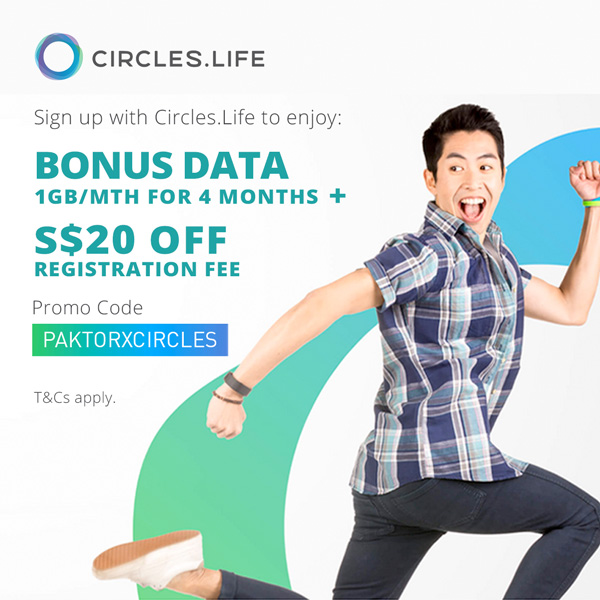 CIRCLES.LIFE
Sign up with Circles.Life to enjoy:
BONUS DATA
1GB/MTH FOR 4 MONTHS +
S$20 OFF
REGISTRATION FEE
Promo Code
PAKTORXCIRCLES
T&Cs apply.